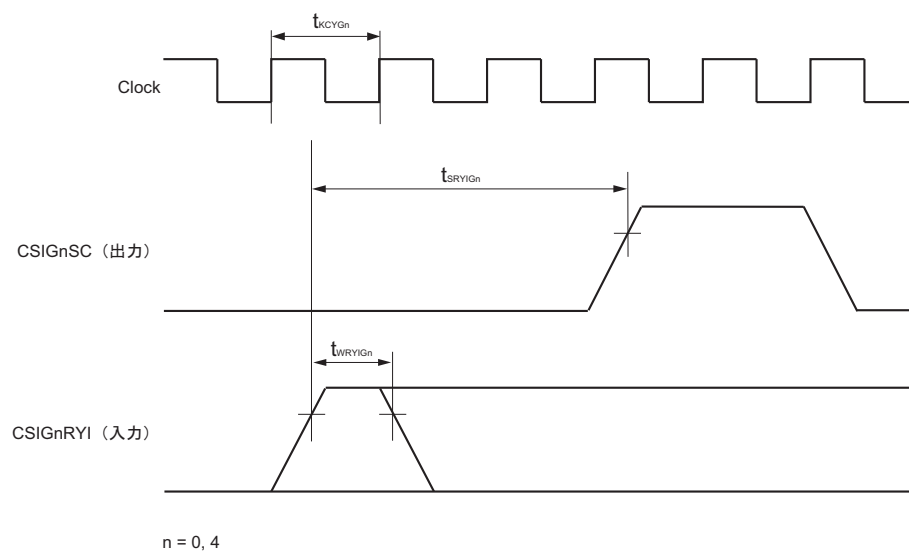 tKCYGn
Clock
tSRYIGn
CSIGnSC（出力）
tWRYIGn
CSIGnRYI（入力）
n = 0, 4